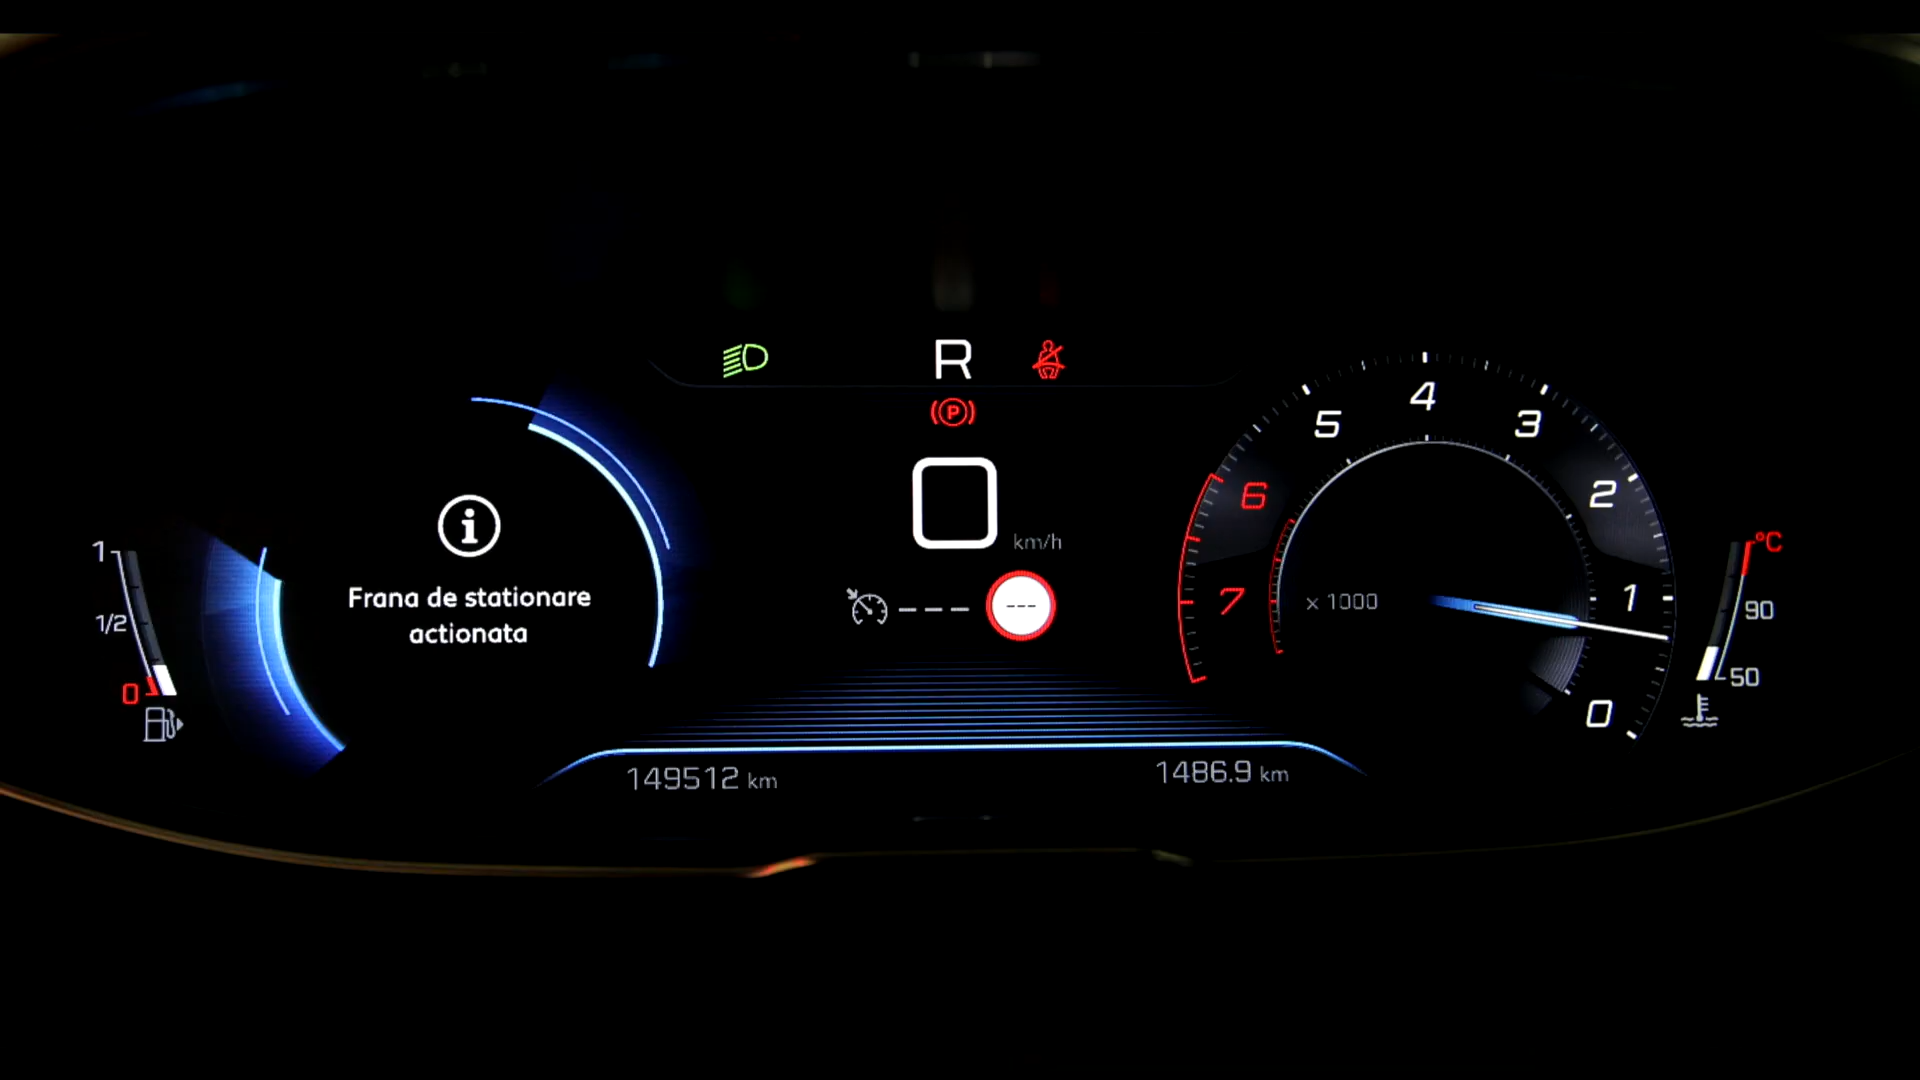 R
P
5 4 3
6 2
7 1
0
x 1000
0
km/h
---
---
Frana de stationare
actionata
1
1/2
0
°C
90
50
149512 km
1486.9 km